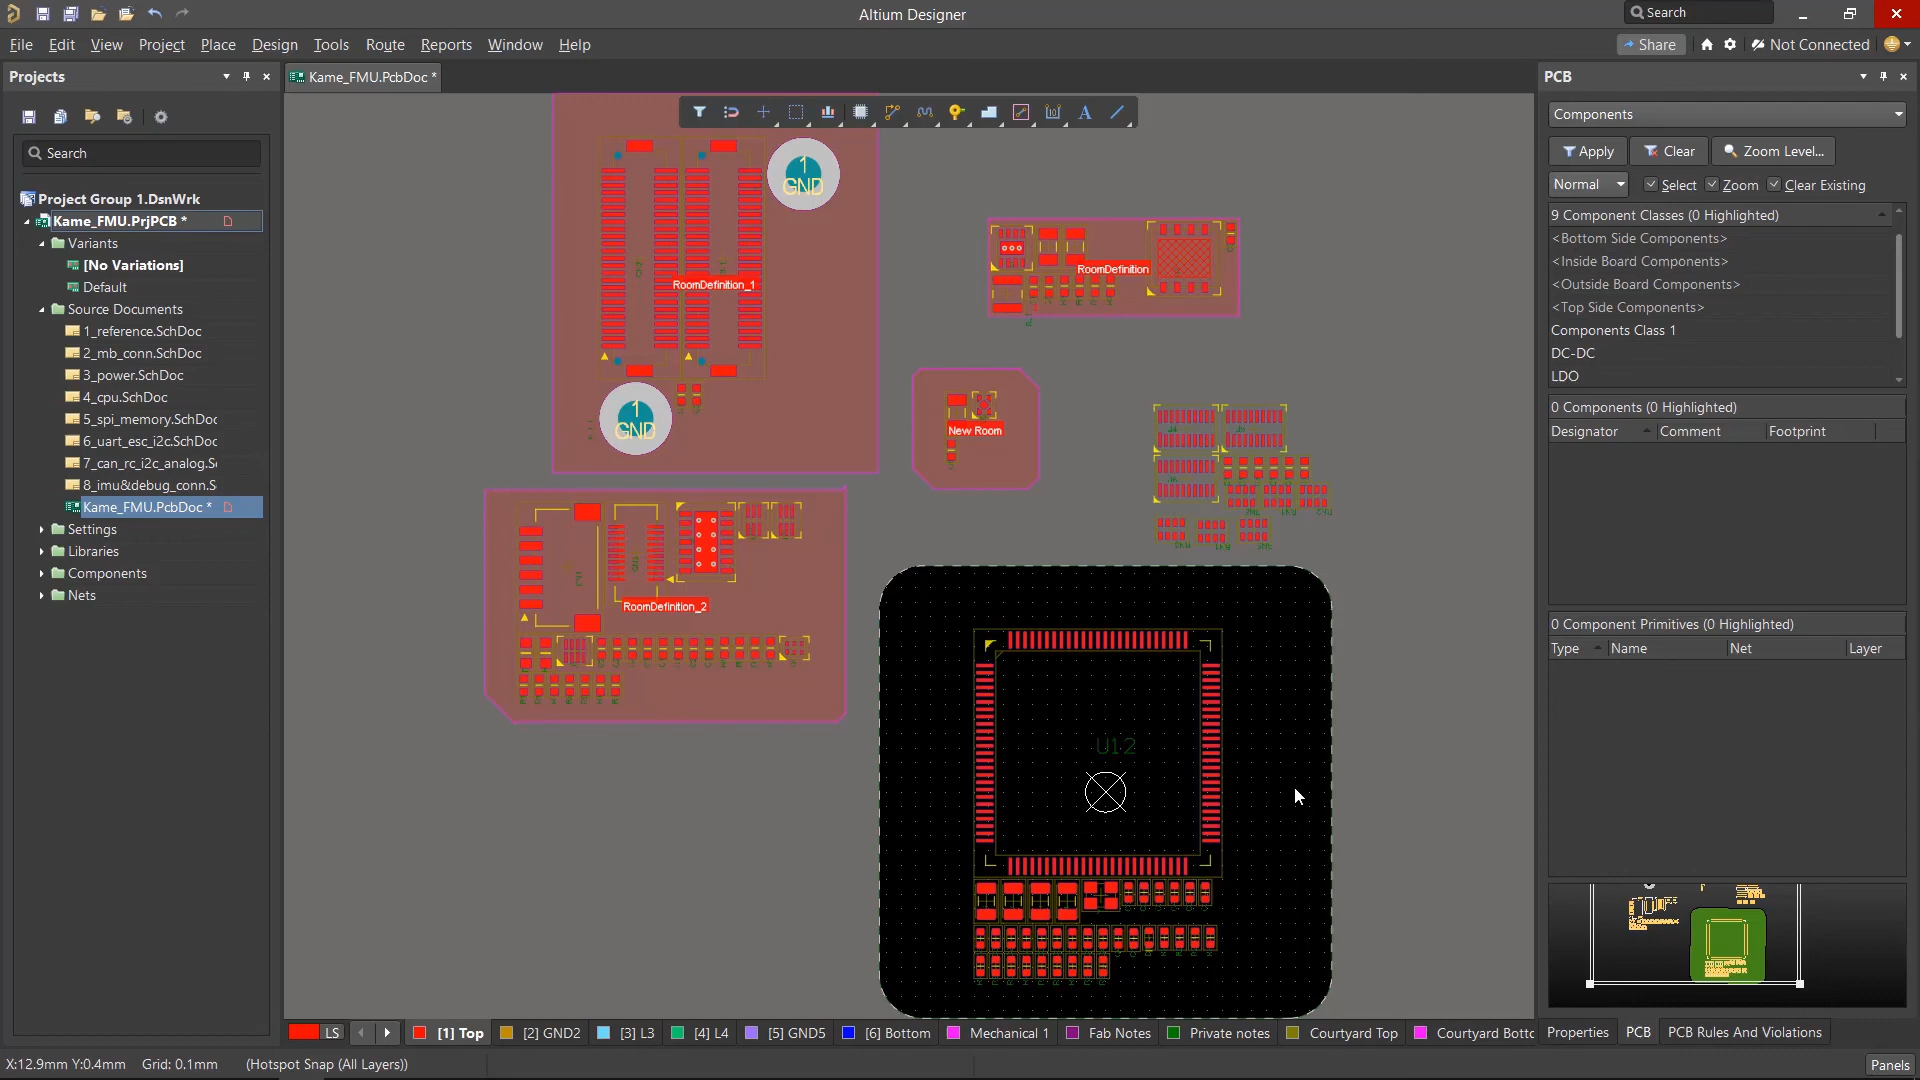 Altium Designer
Search
File Edit View Project Place Design Tools Route Reports Window Help
Share
Not Connected
Projects
Kame_FMU.PcbDoc *
PCB
Search
Project Group 1.DsnWrk
Kame_FMU.PrjPCB *
Variants
[No Variations]
Default
Source Documents
1_reference.SchDoc
2_mb_conn.SchDoc
3_power.SchDoc
4_cpu.SchDoc
5_spi_memory.SchDoc
6_uart_esc_i2c.SchDoc
7_can_rc_i2c_analog.Sc
8_imu&debug_conn.S
Kame_FMU.PcbDoc *
Settings
Libraries
Components
Nets
1
GND
RoomDefinition_1
1
GND
RoomDefinition
New Room
RoomDefinition_2
U12
Components
Apply Clear Zoom Level...
Normal Select Zoom Clear Existing
9 Component Classes (0 Highlighted)
<Bottom Side Components>
<Inside Board Components>
<Outside Board Components>
<Top Side Components>
Components Class 1
DC-DC
LDO
0 Components (0 Highlighted)
Designator Comment Footprint
0 Component Primitives (0 Highlighted)
Type Name Net Layer
LS [1] Top [2] GND2 [3] L3 [4] L4 [5] GND5 [6] Bottom Mechanical 1 Fab Notes Private notes Courtyard Top Courtyard Botto
Properties PCB PCB Rules And Violations
X:12.9mm Y:0.4mm Grid: 0.1mm (Hotspot Snap (All Layers))
Panels